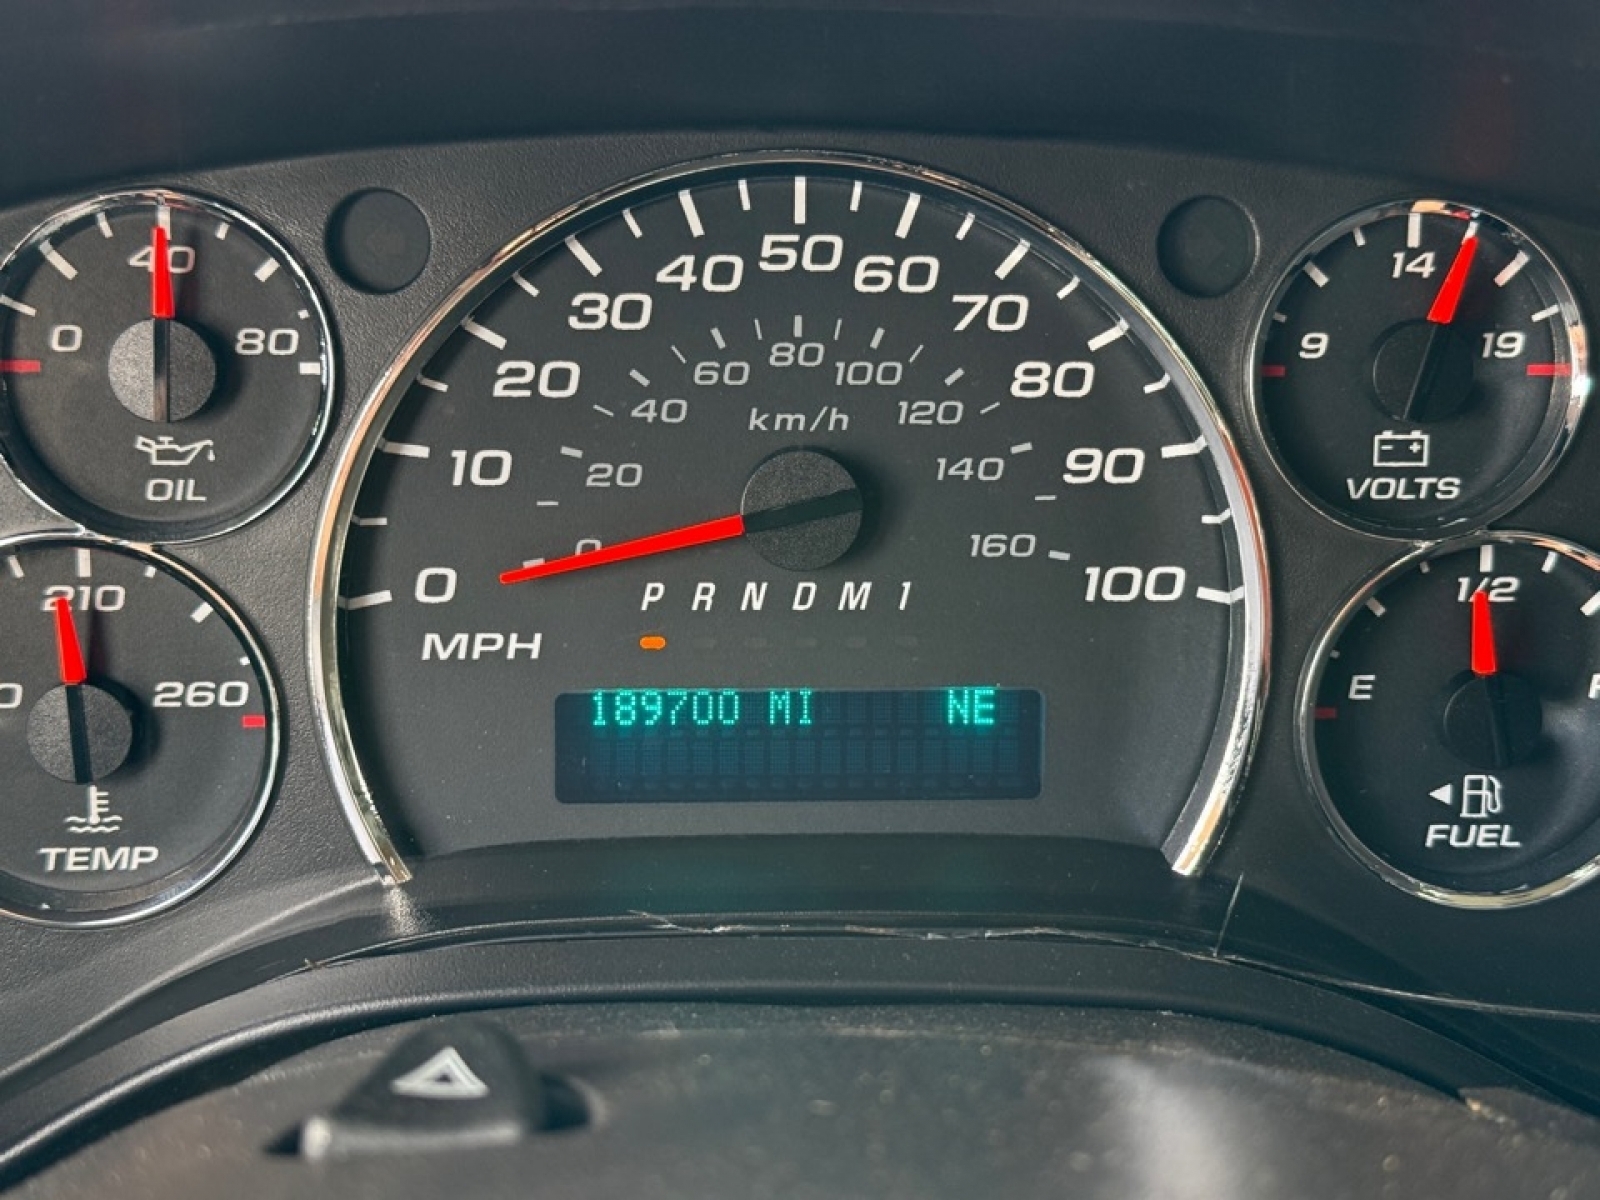 0 40 80
OIL
210 260
TEMP
0 10 20 30 40 50 60 70 80 90 100
MPH
0 20 40 60 80 100 120 140 160
km/h
P R N D M 1
189700 MI NE
9 14 19
VOLTS
E 1/2
FUEL